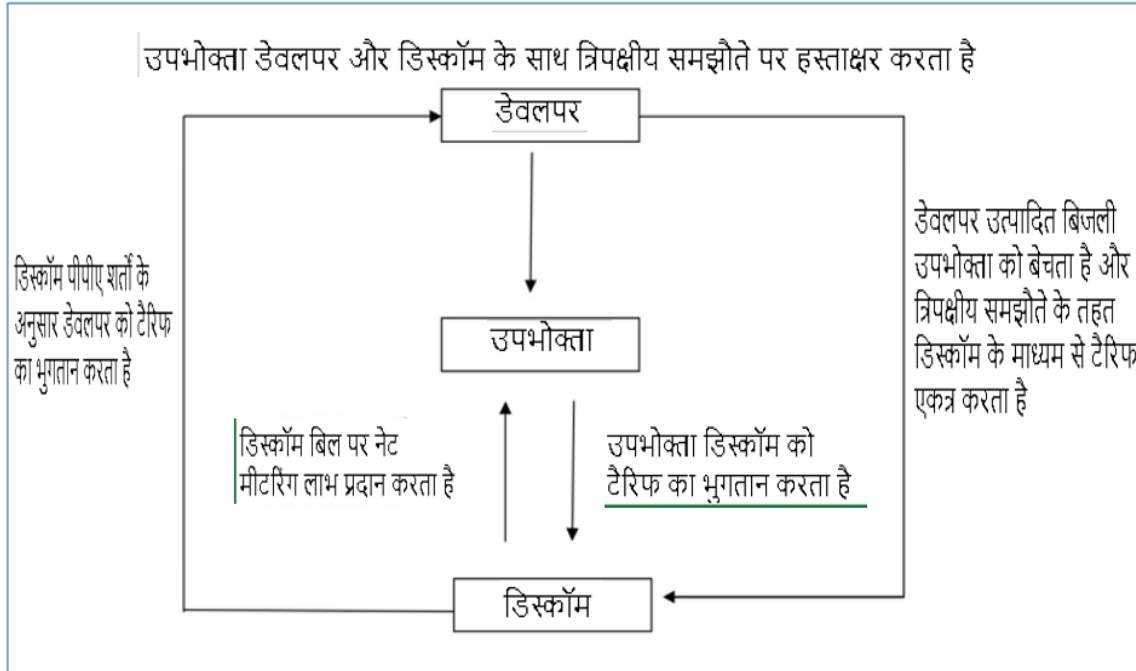 उपभोक्ता डेवलपर और डिस्कॉम के साथ त्रिपक्षीय समझौते पर हस्ताक्षर करता है
डेवलपर
डिस्कॉम पीपीए शर्तों के
अनुसार डेवलपर को टैरिफ
का भुगतान करता है
डेवलपर उत्पादित बिजली
उपभोक्ता को बेचता है और
त्रिपक्षीय समझौते के तहत
डिस्कॉम के माध्यम से टैरिफ
एकत्र करता है
उपभोक्ता
डिस्कॉम बिल पर नेट
मीटरिंग लाभ प्रदान करता है
उपभोक्ता डिस्कॉम को
टैरिफ का भुगतान करता है
डिस्कॉम